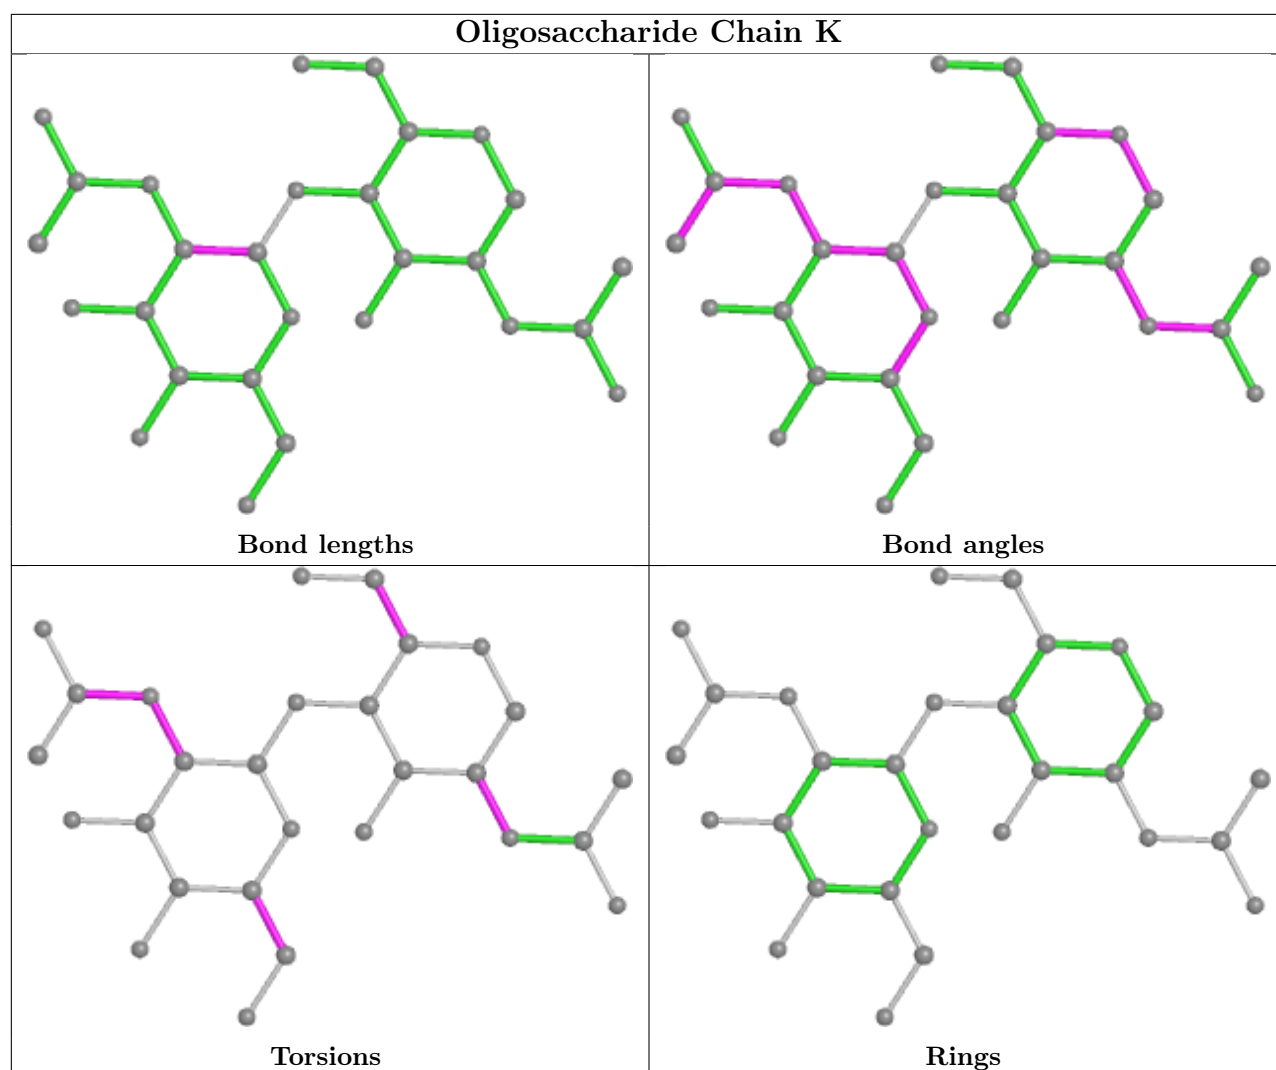 Oligosaccharide Chain K
Bond lengths
Bond angles
Torsions
Rings